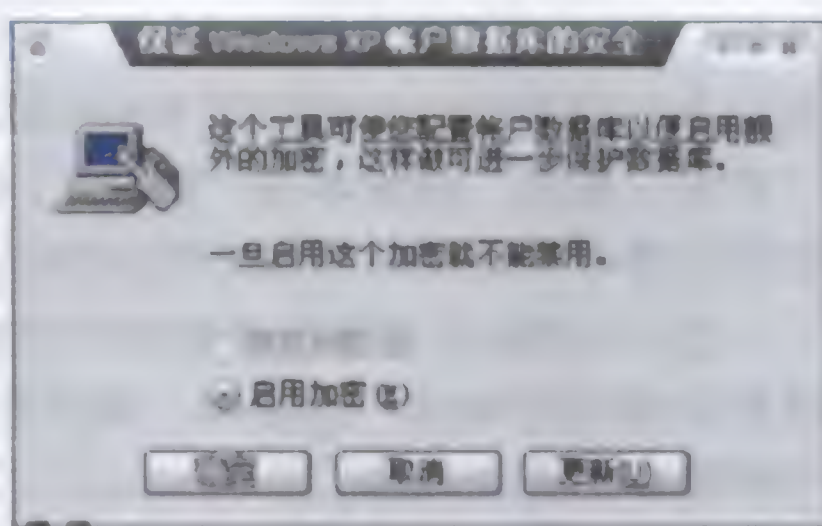 保证 Windows XP 帐户数据库的安全
这个工具可使您配置帐户数据库以便启用额
外的加密，这样做可进一步保护数据库。
一旦启用这个加密就不能禁用。
启用加密(E)
确定
取消
更新(U)